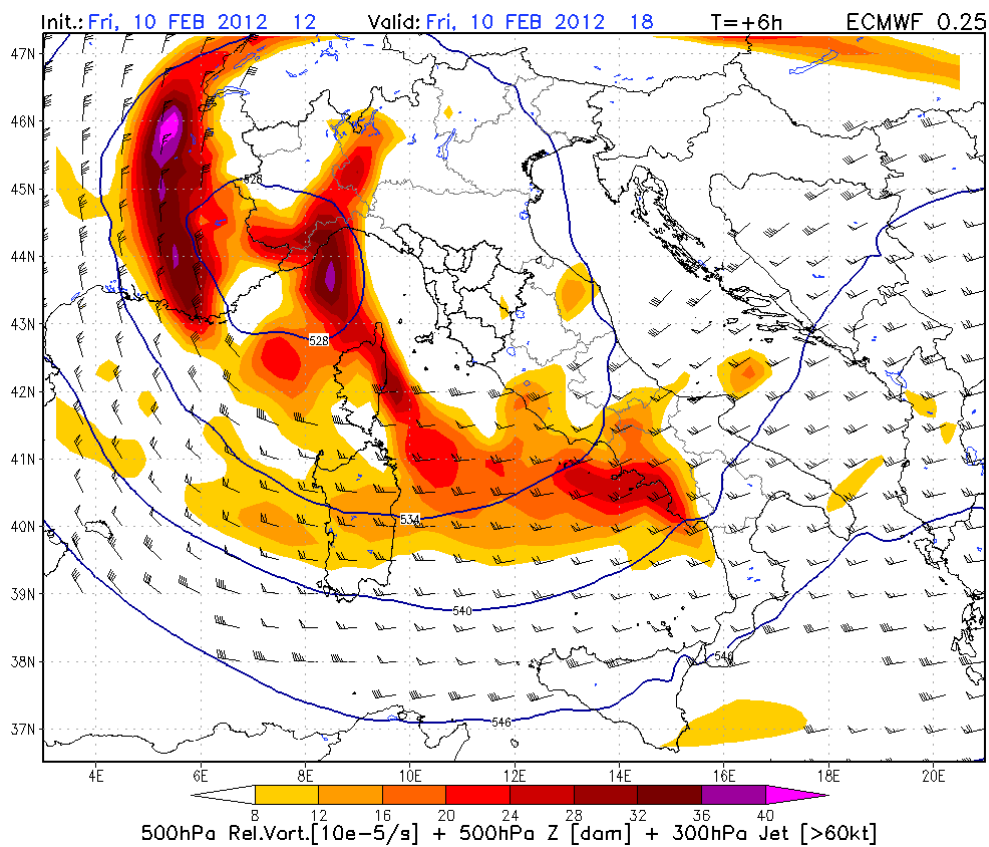 Init.: Fri, 10 FEB 2012 12 Valid: Fri, 10 FEB 2012 18 T=+6h ECMWF 0.25
47N
46N
528
45N
44N
43N
528
42N
41N
534
40N
39N
540
38N
546
546
37N
4E 6E 8E 10E 12E 14E 16E 18E 20E
8 12 16 20 24 28 32 36 40
500hPa Rel.Vort.[10e-5/s] + 500hPa Z [dam] + 300hPa Jet [>60kt]